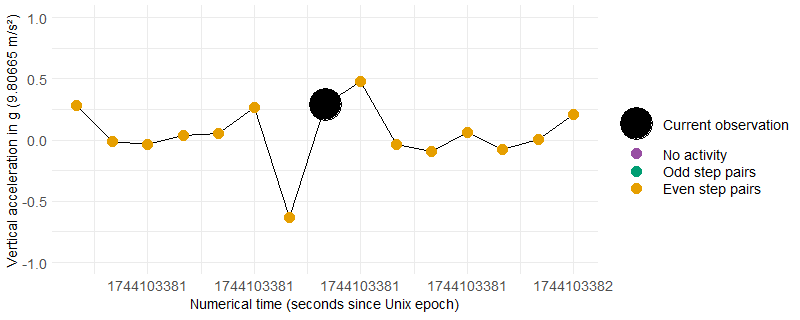 Vertical acceleration in g (9.80665 m/s²)
1.0
0.5
0.0
-0.5
-1.0
1744103381 1744103381 1744103381 1744103381 1744103382
Numerical time (seconds since Unix epoch)
Current observation
No activity
Odd step pairs
Even step pairs